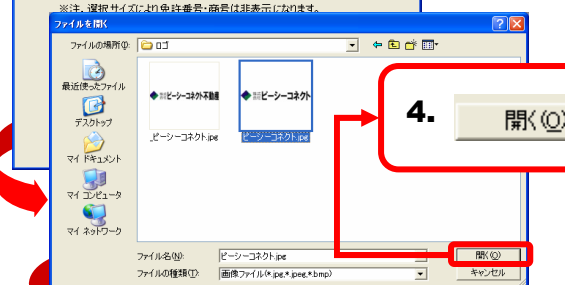 ※注．選択サイズにより免許番号・商号は非表示になります。
ファイルを開く
ファイルの場所(I):
ロゴ
最近使ったファイル
デスクトップ
マイ ドキュメント
マイ コンピュータ
マイ ネットワーク
ピーシーコネクト不動産
ピーシーコネクト
_ピーシーコネクト.jpg
ピーシーコネクト.jpg
4.
開く(O)
ファイル名(N):
ピーシーコネクト.jpg
開く(O)
ファイルの種類(T):
画像ファイル(*.jpg,*.jpeg,*.bmp)
キャンセル